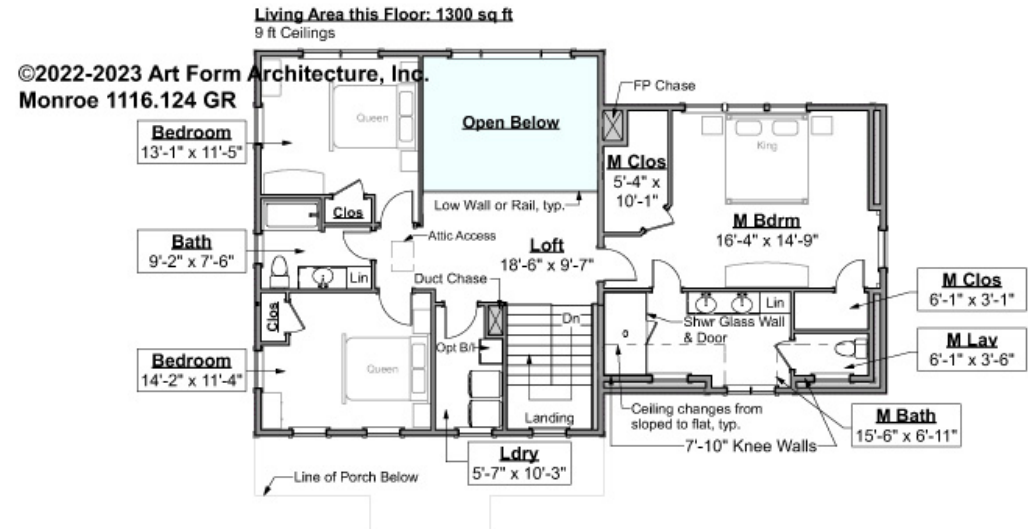 Living Area this Floor: 1300 sq ft
9 ft Ceilings
©2022-2023 Art Form Architecture, Inc.
Monroe 1116.124 GR
FP Chase
Bedroom
13'-1" x 11'-5"
Queen
Open Below
King
M Clos
5'-4" x
10'-1"
Clos
Low Wall or Rail, typ.
M Bdrm
16'-4" x 14'-9"
Attic Access
Bath
9'-2" x 7'-6"
Loft
18'-6" x 9'-7"
Lin
Duct Chase
M Clos
6'-1" x 3'-1"
Lin
Clos
Dn
Shwr Glass Wall
& Door
Opt B/I
M Lav
6'-1" x 3'-6"
Bedroom
14'-2" x 11'-4"
Queen
Landing
Ceiling changes from
sloped to flat, typ.
M Bath
15'-6" x 6'-11"
7'-10" Knee Walls
Ldry
5'-7" x 10'-3"
Line of Porch Below